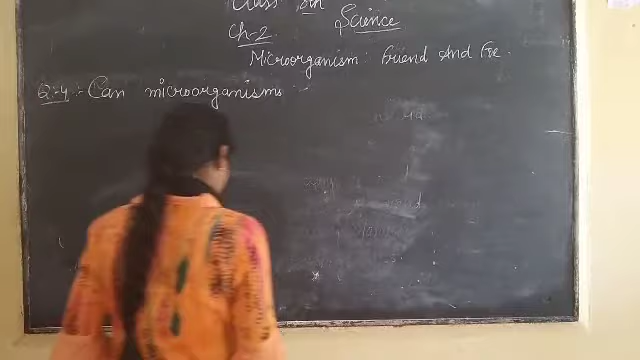 Class 8th
Ch-2 Science
Microorganism: Friend And Foe.
Q.4:- Can microorganisms